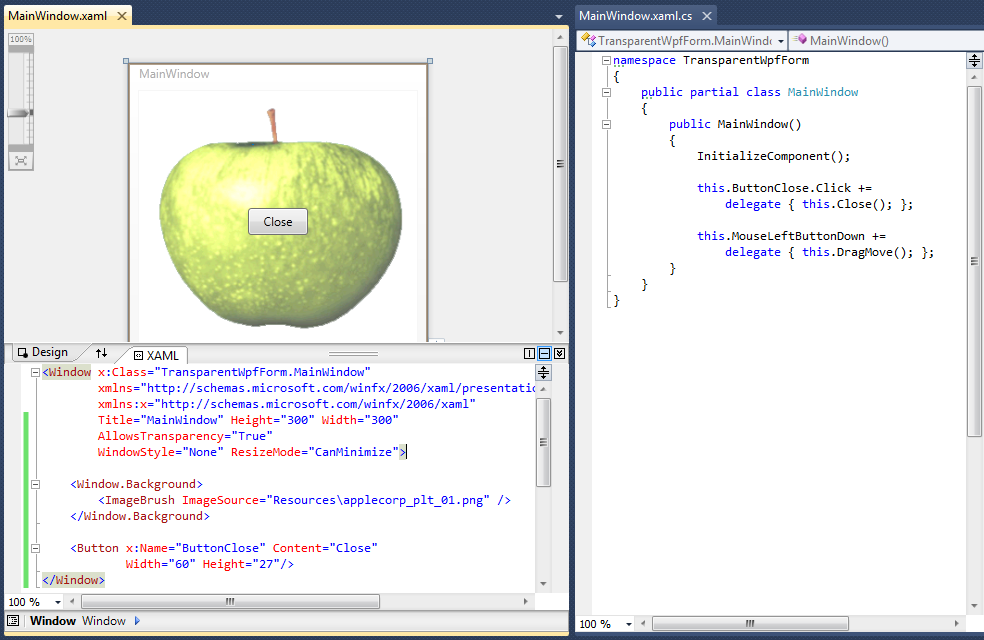 MainWindow.xaml
100%
MainWindow
Close
Design
XAML
<Window x:Class="TransparentWpfForm.MainWindow"
xmlns="http://schemas.microsoft.com/winfx/2006/xaml/presentatio
xmlns:x="http://schemas.microsoft.com/winfx/2006/xaml"
Title="MainWindow" Height="300" Width="300"
AllowsTransparency="True"
WindowStyle="None" ResizeMode="CanMinimize">
<Window.Background>
<ImageBrush ImageSource="Resources\applecorp_plt_01.png" />
</Window.Background>
<Button x:Name="ButtonClose" Content="Close"
Width="60" Height="27"/>
</Window>
100 %
Window Window
MainWindow.xaml.cs
TransparentWpfForm.MainWindo
MainWindow()
namespace TransparentWpfForm
{
public partial class MainWindow
{
public MainWindow()
{
InitializeComponent();
this.ButtonClose.Click +=
delegate { this.Close(); };
this.MouseLeftButtonDown +=
delegate { this.DragMove(); };
}
}
}
100 %